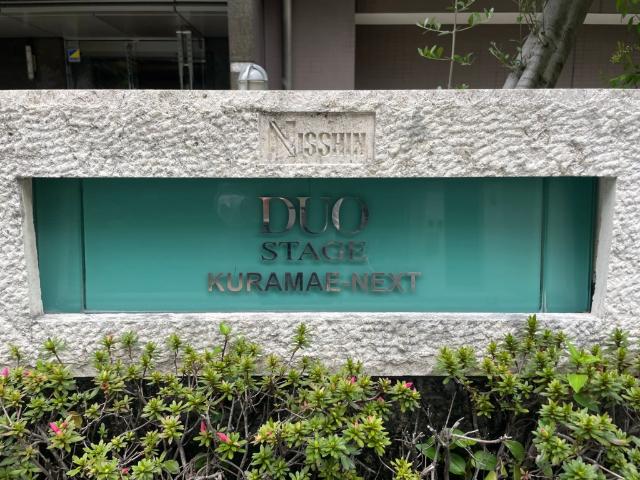 NISSHIN
DUO
STAGE
KURAMAE-NEXT